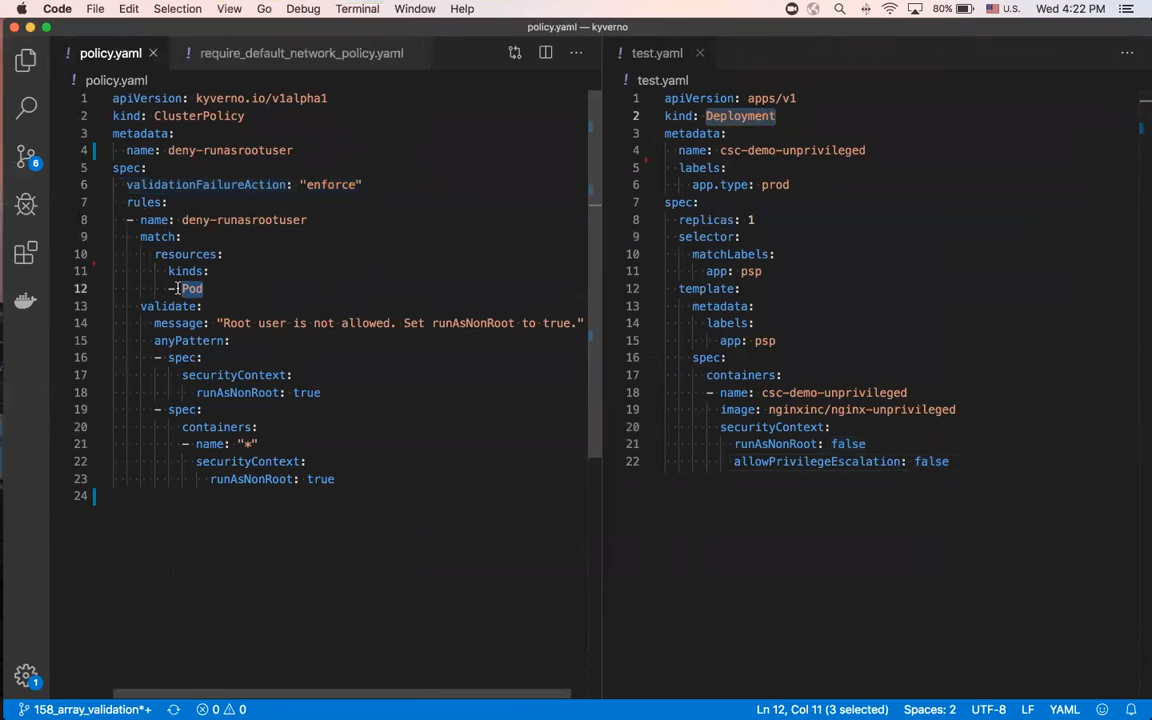 Code File Edit Selection View Go Debug Terminal Window Help 80% U.S. Wed 4:22 PM
policy.yaml — kyverno
! policy.yaml × ! require_default_network_policy.yaml ! test.yaml ×
! policy.yaml
1 apiVersion: kyverno.io/v1alpha1
2 kind: ClusterPolicy
3 metadata:
4 name: deny-runasrootuser
5 spec:
6 validationFailureAction: "enforce"
7 rules:
8 - name: deny-runasrootuser
9 match:
10 resources:
11 kinds:
12 - Pod
13 validate:
14 message: "Root user is not allowed. Set runAsNonRoot to true."
15 anyPattern:
16 - spec:
17 securityContext:
18 runAsNonRoot: true
19 - spec:
20 containers:
21 - name: "*"
22 securityContext:
23 runAsNonRoot: true
24
! test.yaml
1 apiVersion: apps/v1
2 kind: Deployment
3 metadata:
4 name: csc-demo-unprivileged
5 labels:
6 app.type: prod
7 spec:
8 replicas: 1
9 selector:
10 matchLabels:
11 app: psp
12 template:
13 metadata:
14 labels:
15 app: psp
16 spec:
17 containers:
18 - name: csc-demo-unprivileged
19 image: nginxinc/nginx-unprivileged
20 securityContext:
21 runAsNonRoot: false
22 allowPrivilegeEscalation: false
6
1
158_array_validation*+ 0 0 Ln 12, Col 11 (3 selected) Spaces: 2 UTF-8 LF YAML